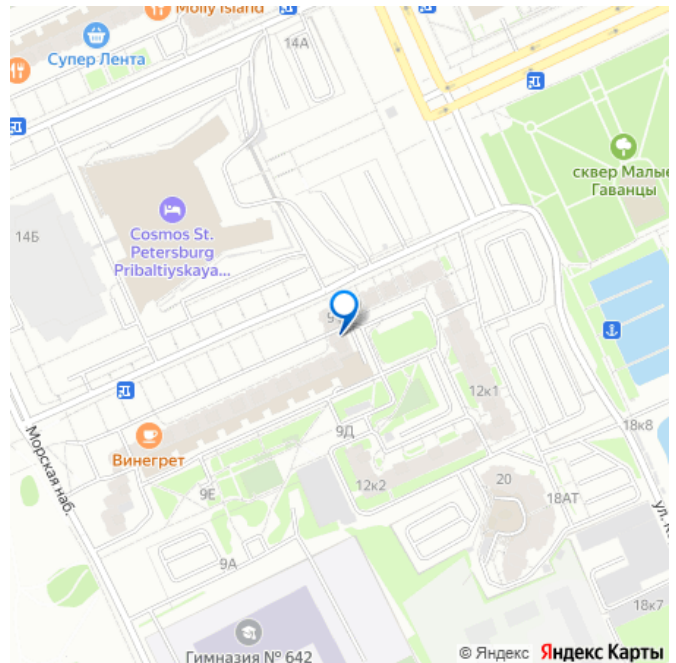 Molly Island
Супер Лента
14А
сквер Малые
Гаванцы
14Б
Cosmos St.
Petersburg
Pribaltiyskaya...
9
12к1
18к8
Морская наб.
Винегрет
9Д
9Е
12к2
20
18АТ
ул. К
9А
18к7
Гимназия № 642
© Яндекс Яндекс Карты